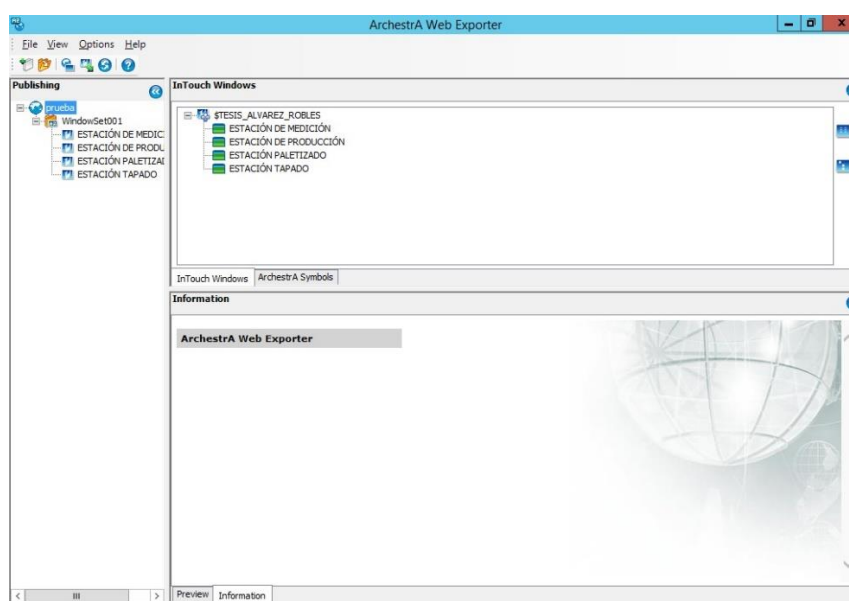 ArchestrA Web Exporter
File View Options Help
Publishing
prueba
WindowSet001
ESTACIÓN DE MEDIC
ESTACIÓN DE PRODU
ESTACIÓN PALETIZAI
ESTACIÓN TAPADO
InTouch Windows
$TESIS_ALVAREZ_ROBLES
ESTACIÓN DE MEDICIÓN
ESTACIÓN DE PRODUCCIÓN
ESTACIÓN PALETIZADO
ESTACIÓN TAPADO
InTouch Windows ArchestrA Symbols
Information
ArchestrA Web Exporter
Preview Information